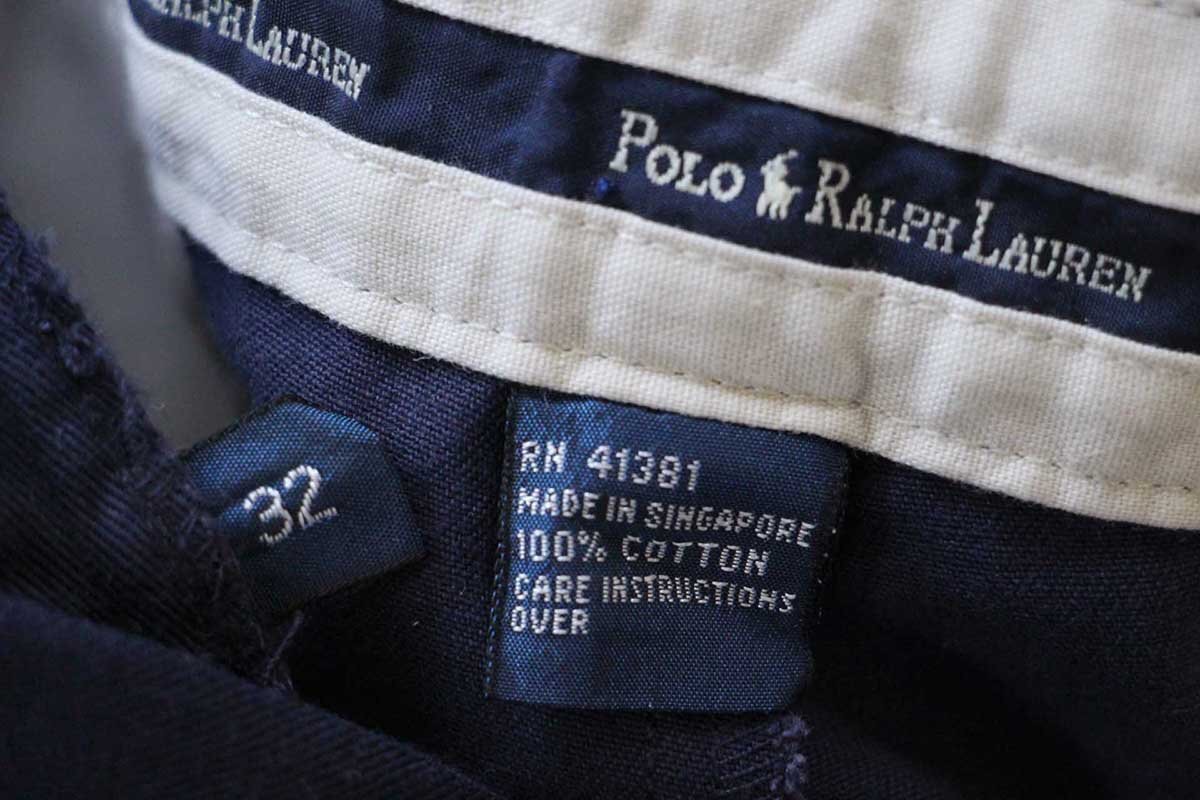 RALPH LAUREN
POLO RALPH LAUREN
32
RN 41381
MADE IN SINGAPORE
100% COTTON
CARE INSTRUCTIONS
OVER